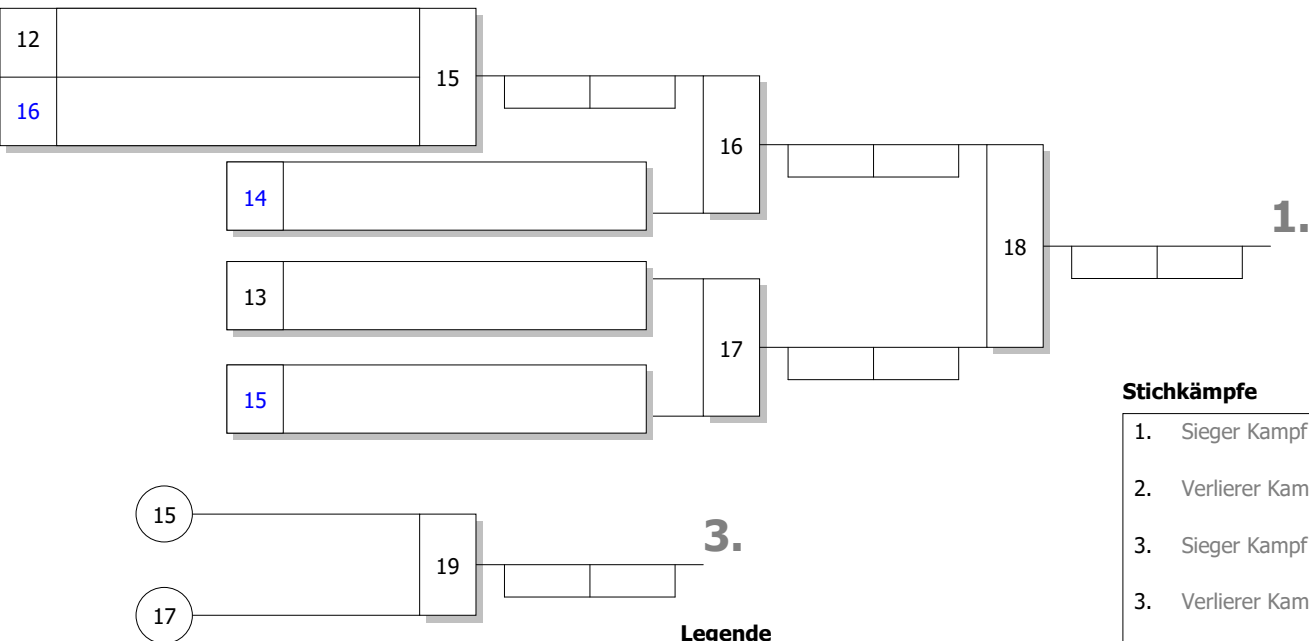 12
15
16
16
14
1.
18
13
17
15
Stichkämpfe
1. Sieger Kampf
2. Verlierer Kam
15
3.
3. Sieger Kampf
19
3. Verlierer Kam
17
Legende